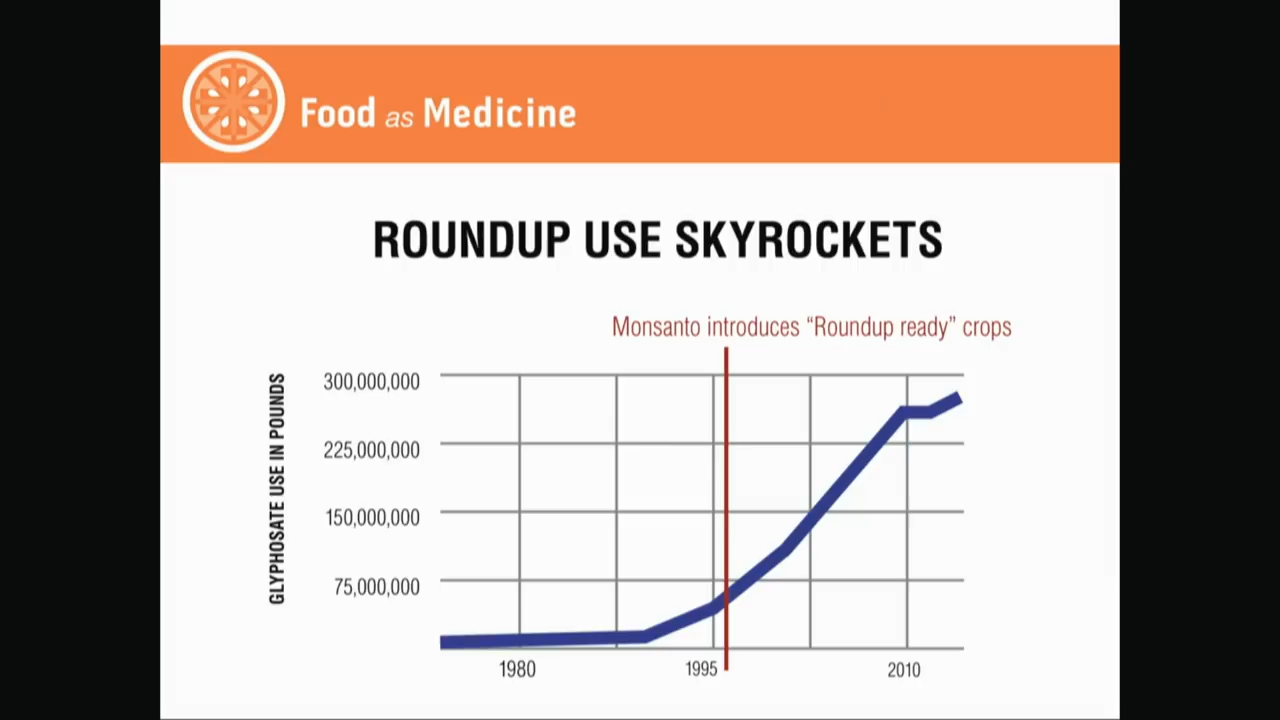 Food as Medicine
ROUNDUP USE SKYROCKETS
Monsanto introduces “Roundup ready” crops
GLYPHOSATE USE IN POUNDS
300,000,000
225,000,000
150,000,000
75,000,000
1980
1995
2010